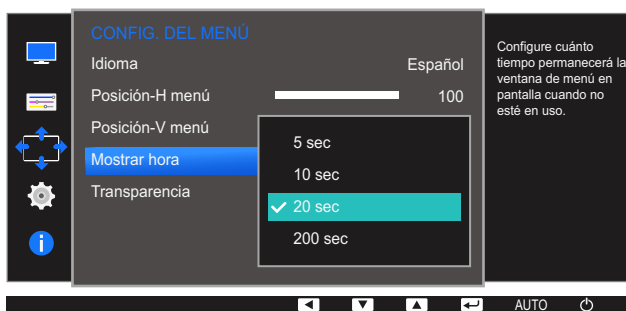 CONFIG. DEL MENÚ
Idioma Español
Posición-H menú 100
Posición-V menú
Mostrar hora
Transparencia
5 sec
10 sec
20 sec
200 sec
Configure cuánto
tiempo permanecerá la
ventana de menú en
pantalla cuando no
esté en uso.
AUTO